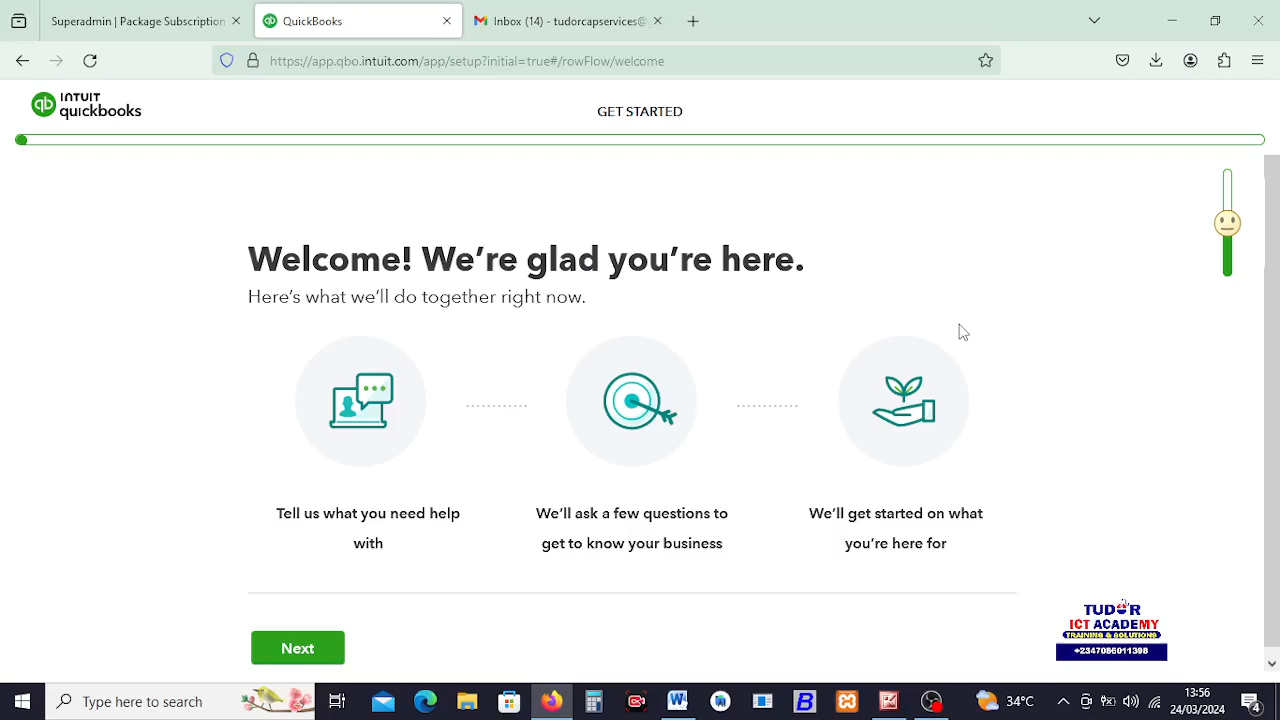 Superadmin | Package Subscription
QuickBooks
Inbox (14) - tudorcapservices@
https://app.qbo.intuit.com/app/setup?initial=true#/rowFlow/welcome
INTUIT
quickbooks
GET STARTED
Welcome! We're glad you're here.
Here's what we'll do together right now.
Tell us what you need help
with
We'll ask a few questions to
get to know your business
We'll get started on what
you're here for
Next
TUDOR
ICT ACADEMY
TRAINING & SOLUTIONS
+2347086011398
Type here to search
34°C
13:56
24/03/2024
4